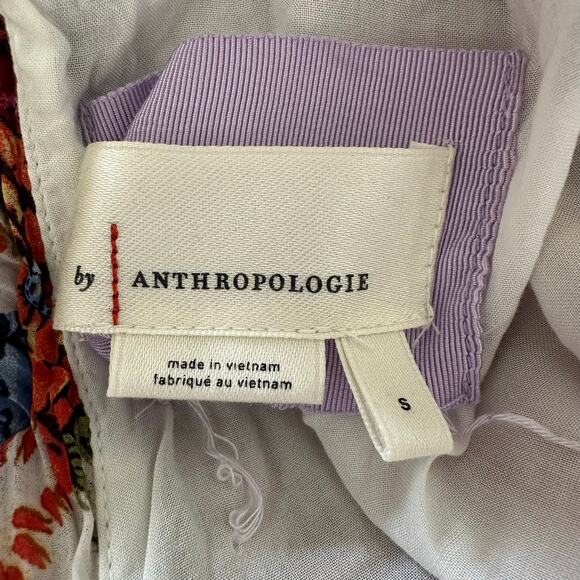 by ANTHROPOLOGIE
made in vietnam
fabriqué au vietnam
S